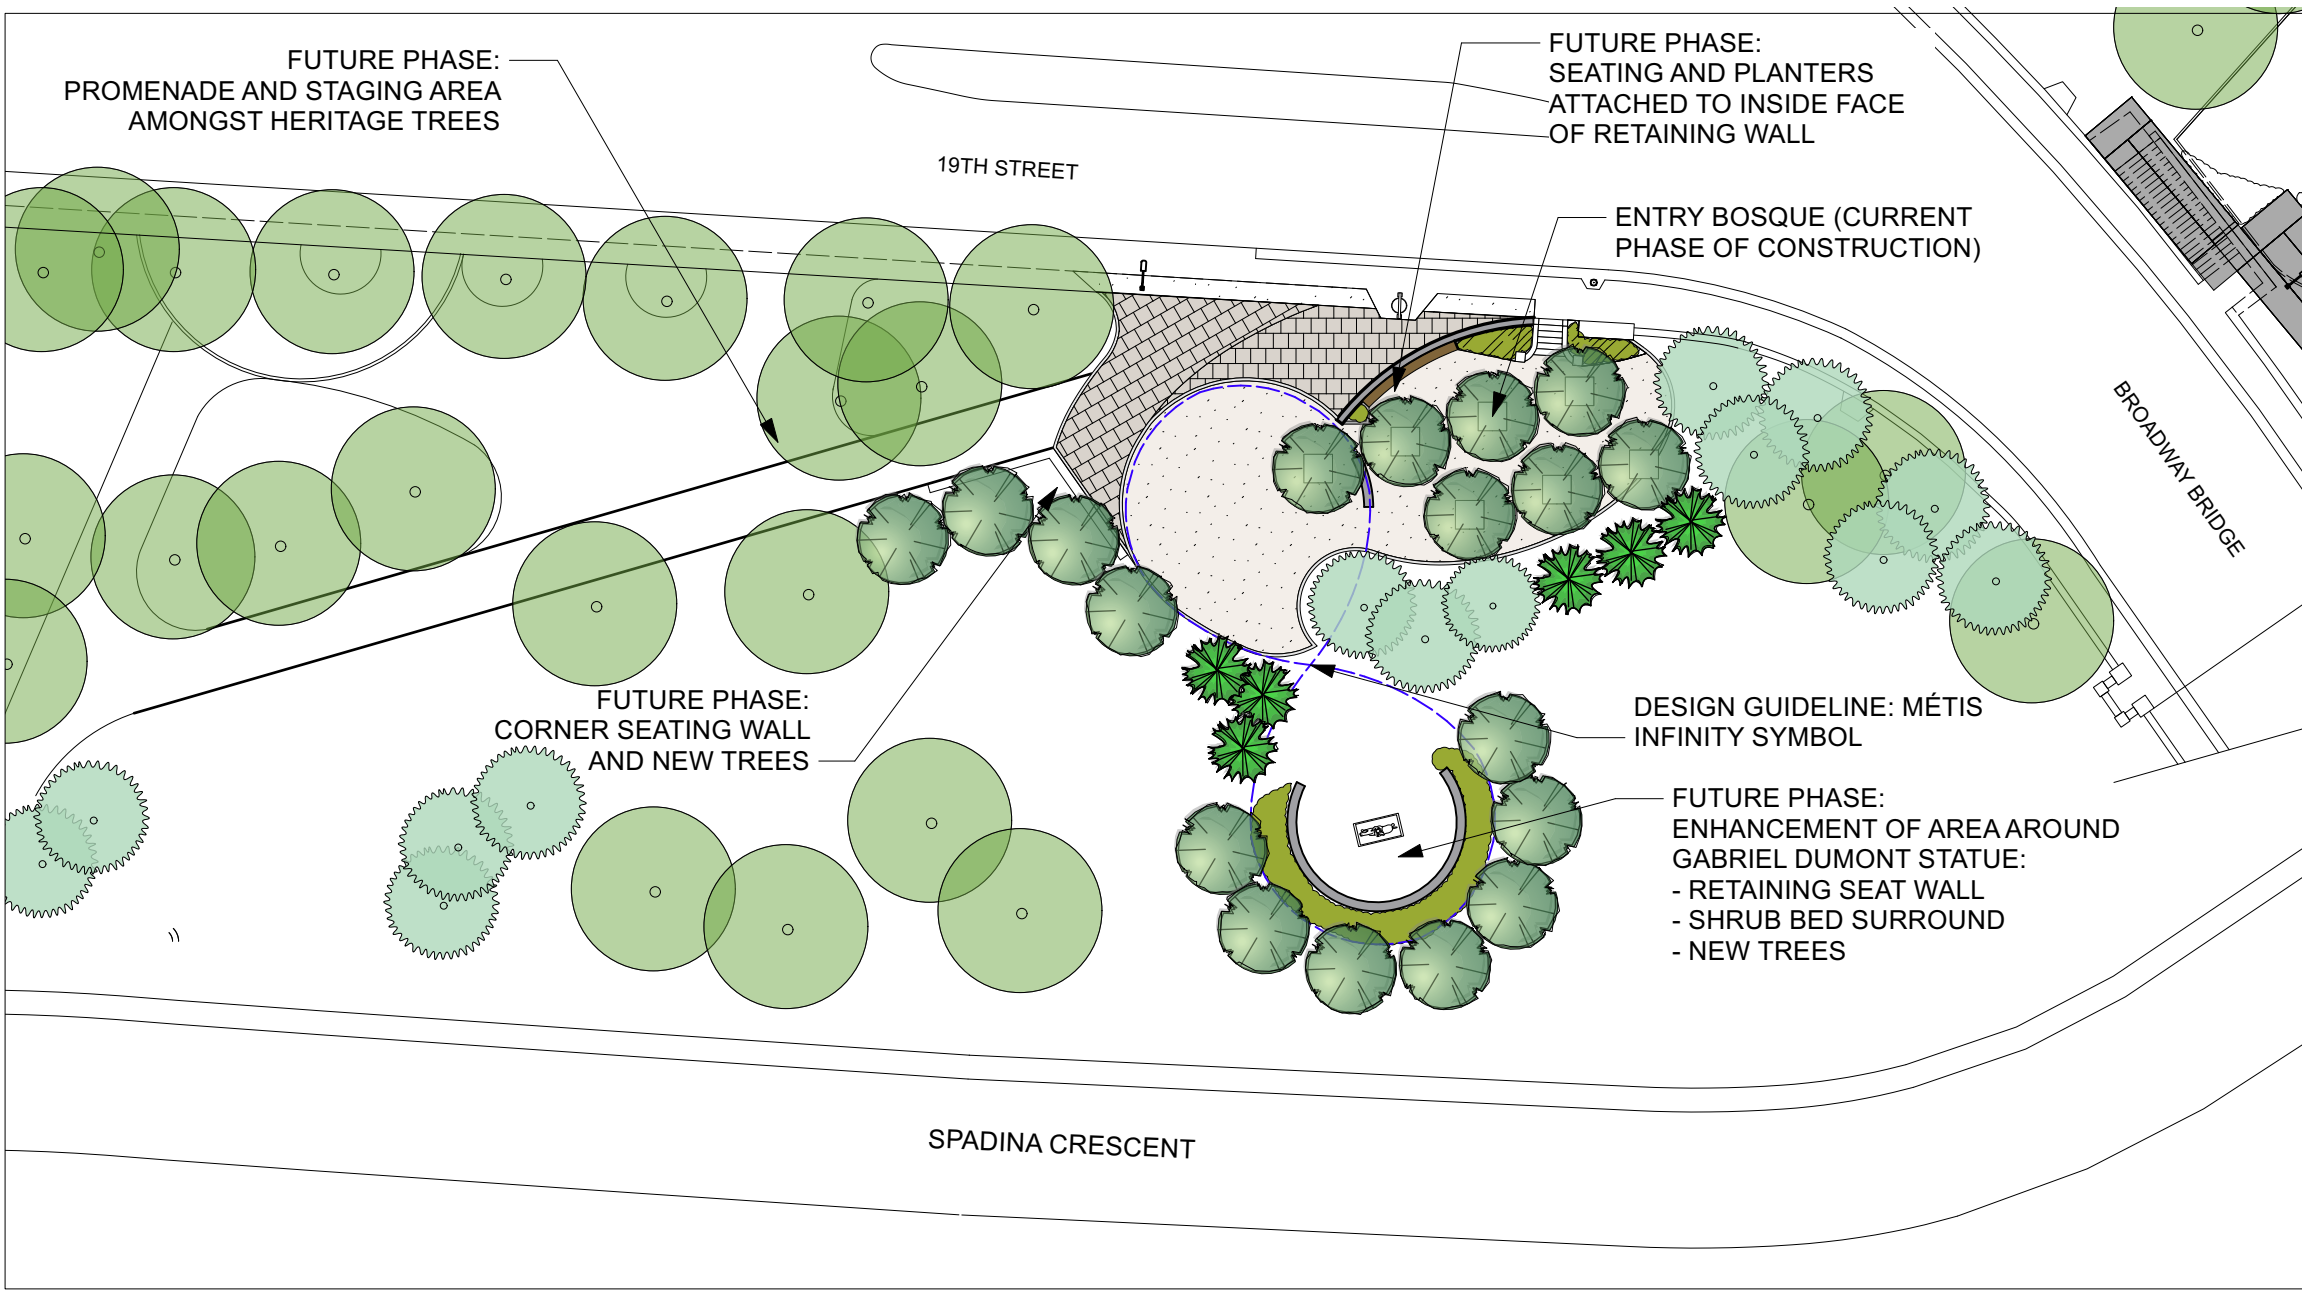 FUTURE PHASE:
PROMENADE AND STAGING AREA
AMONGST HERITAGE TREES
FUTURE PHASE:
SEATING AND PLANTERS
ATTACHED TO INSIDE FACE
OF RETAINING WALL
19TH STREET
ENTRY BOSQUE (CURRENT
PHASE OF CONSTRUCTION)
BROADWAY BRIDGE
FUTURE PHASE:
CORNER SEATING WALL
AND NEW TREES
DESIGN GUIDELINE: MÉTIS
INFINITY SYMBOL
FUTURE PHASE:
ENHANCEMENT OF AREA AROUND
GABRIEL DUMONT STATUE:
- RETAINING SEAT WALL
- SHRUB BED SURROUND
- NEW TREES
SPADINA CRESCENT